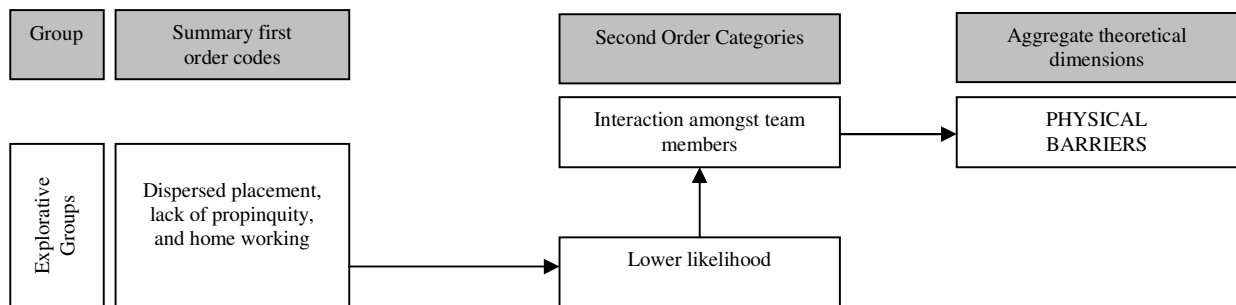 Group
Summary first
order codes
Second Order Categories
Aggregate theoretical
dimensions
Interaction amongst team
members
PHYSICAL
BARRIERS
Explorative
Groups
Dispersed placement,
lack of propinquity,
and home working
Lower likelihood